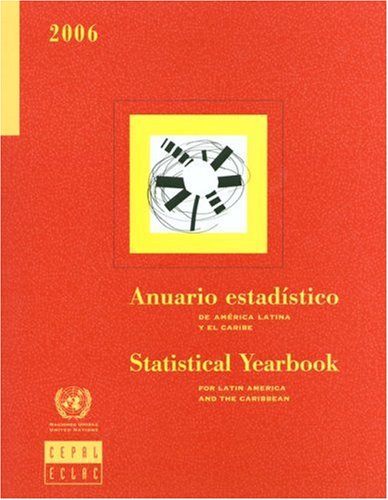 2006
Anuario estadístico
DE AMÉRICA LATINA
Y EL CARIBE
Statistical Yearbook
FOR LATIN AMERICA
AND THE CARIBBEAN
NACIONES UNIDAS
UNITED NATIONS
CEPAL
ECLAC